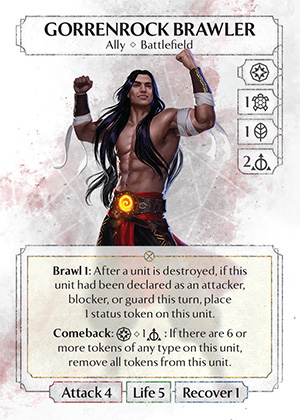 GORRENROCK BRAWLER
Ally ◇ Battlefield
1
1
2
Brawl 1: After a unit is destroyed, if this
unit had been declared as an attacker,
blocker, or guard this turn, place
1 status token on this unit.
Comeback: ◇ 1 : If there are 6 or
more tokens of any type on this unit,
remove all tokens from this unit.
Attack 4 Life 5 Recover 1